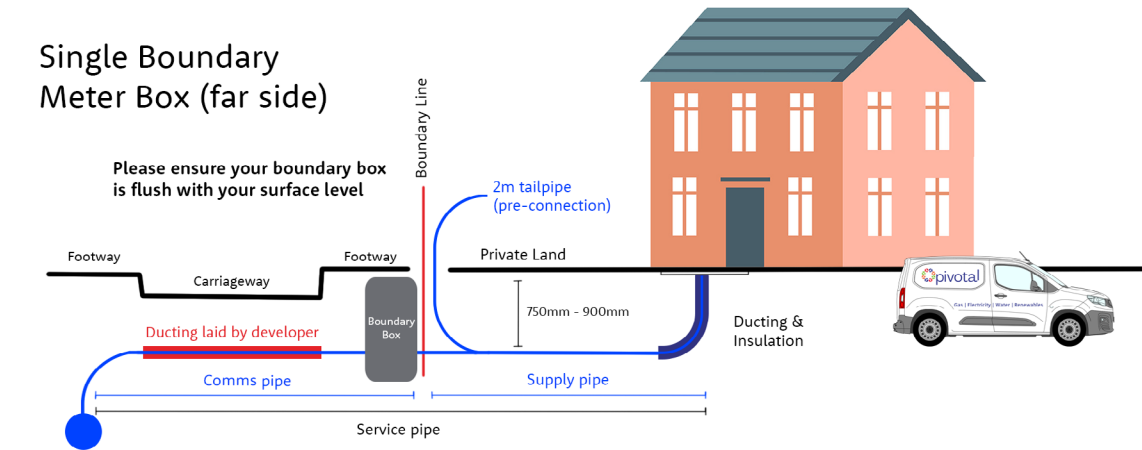 Single Boundary
Meter Box (far side)
Please ensure your boundary box
is flush with your surface level
Boundary Line
2m tailpipe
(pre-connection)
Footway
Footway
Private Land
Carriageway
pivotal
Gas | Electricity | Water | Renewables
750mm - 900mm
Boundary
Box
Ducting laid by developer
Ducting &
Insulation
Comms pipe
Supply pipe
Service pipe